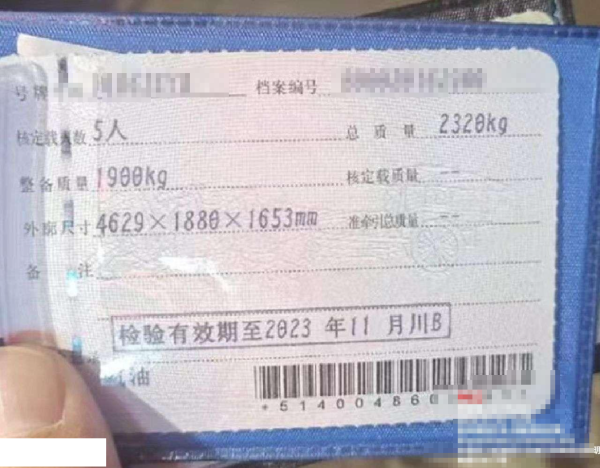 号牌 档案编号
核定载人数 5人 总质量 2320kg
整备质量 1900kg 核定载质量 --
外廓尺寸 4629×1880×1653mm 准牵引总质量 --
备注
检验有效期至2023 年11 月川B
油
*51400486